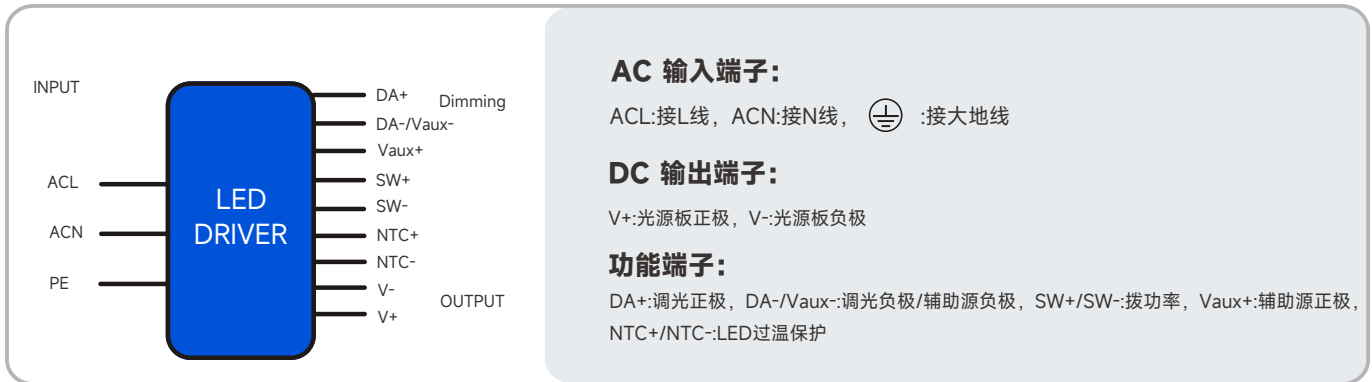 INPUT
ACL
ACN
PE
LED
DRIVER
DA+
Dimming
DA-/Vaux-
Vaux+
SW+
SW-
NTC+
NTC-
V-
OUTPUT
V+
AC 输入端子：
ACL:接L线，ACN:接N线， :接大地线
DC 输出端子：
V+:光源板正极，V-:光源板负极
功能端子：
DA+:调光正极，DA-/Vaux-:调光负极/辅助源负极，SW+/SW-:拨功率，Vaux+:辅助源正极，
NTC+/NTC-:LED过温保护